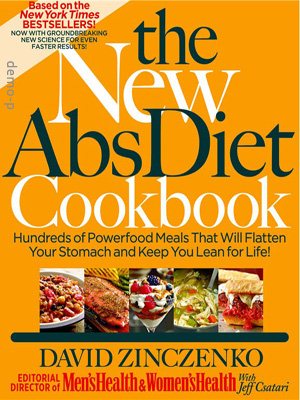 Based on the
New York Times
BESTSELLERS!
NOW WITH GROUNDBREAKING
NEW SCIENCE FOR EVEN
FASTER RESULTS!
demo-p
the
New
AbsDiet
Cookbook
Hundreds of Powerfood Meals That Will Flatten
Your Stomach and Keep You Lean for Life!
DAVID ZINCZENKO
EDITORIAL
DIRECTOR OF Men'sHealth & Women'sHealth With
Jeff Csatari